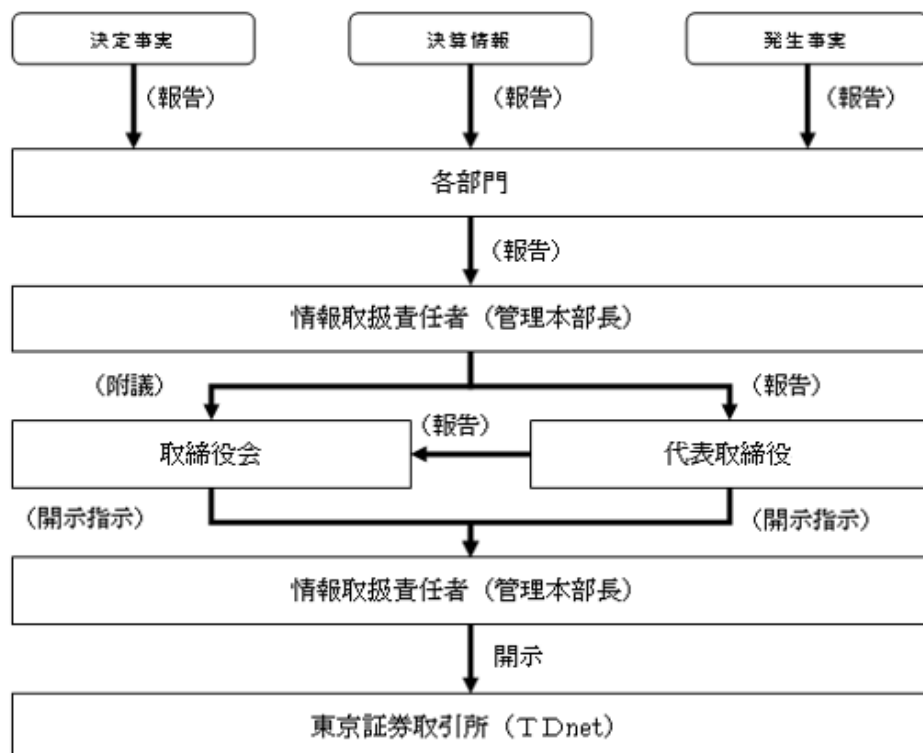 決定事実
決算情報
発生事実
（報告）
（報告）
（報告）
各部門
（報告）
情報取扱責任者（管理本部長）
（附議）
（報告）
（報告）
取締役会
代表取締役
（開示指示）
（開示指示）
情報取扱責任者（管理本部長）
開示
東京証券取引所（ＴＤnet）